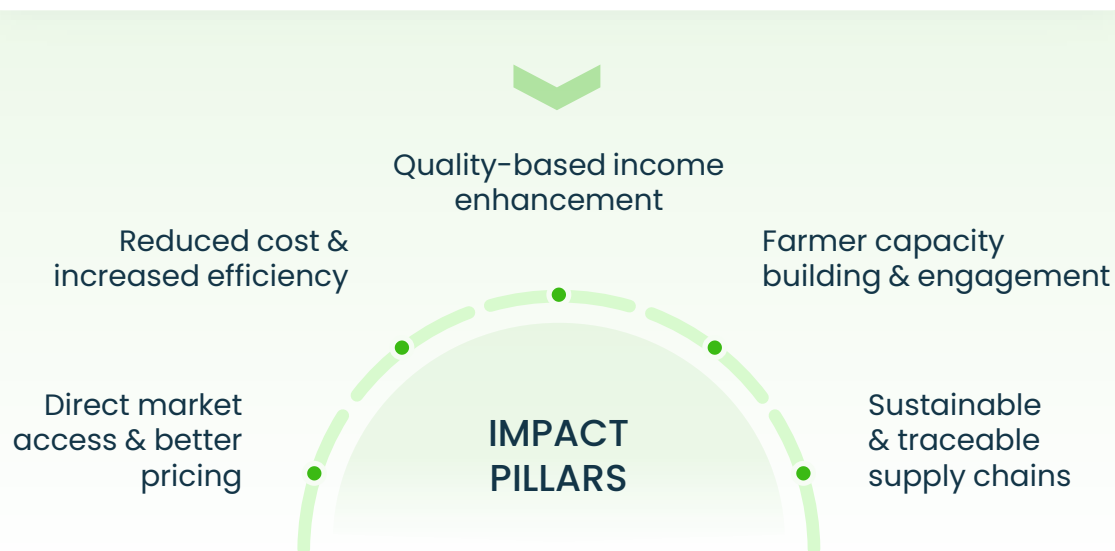 Quality-based income
enhancement
Reduced cost &
increased efficiency
Farmer capacity
building & engagement
Direct market
access & better
pricing
IMPACT
PILLARS
Sustainable
& traceable
supply chains